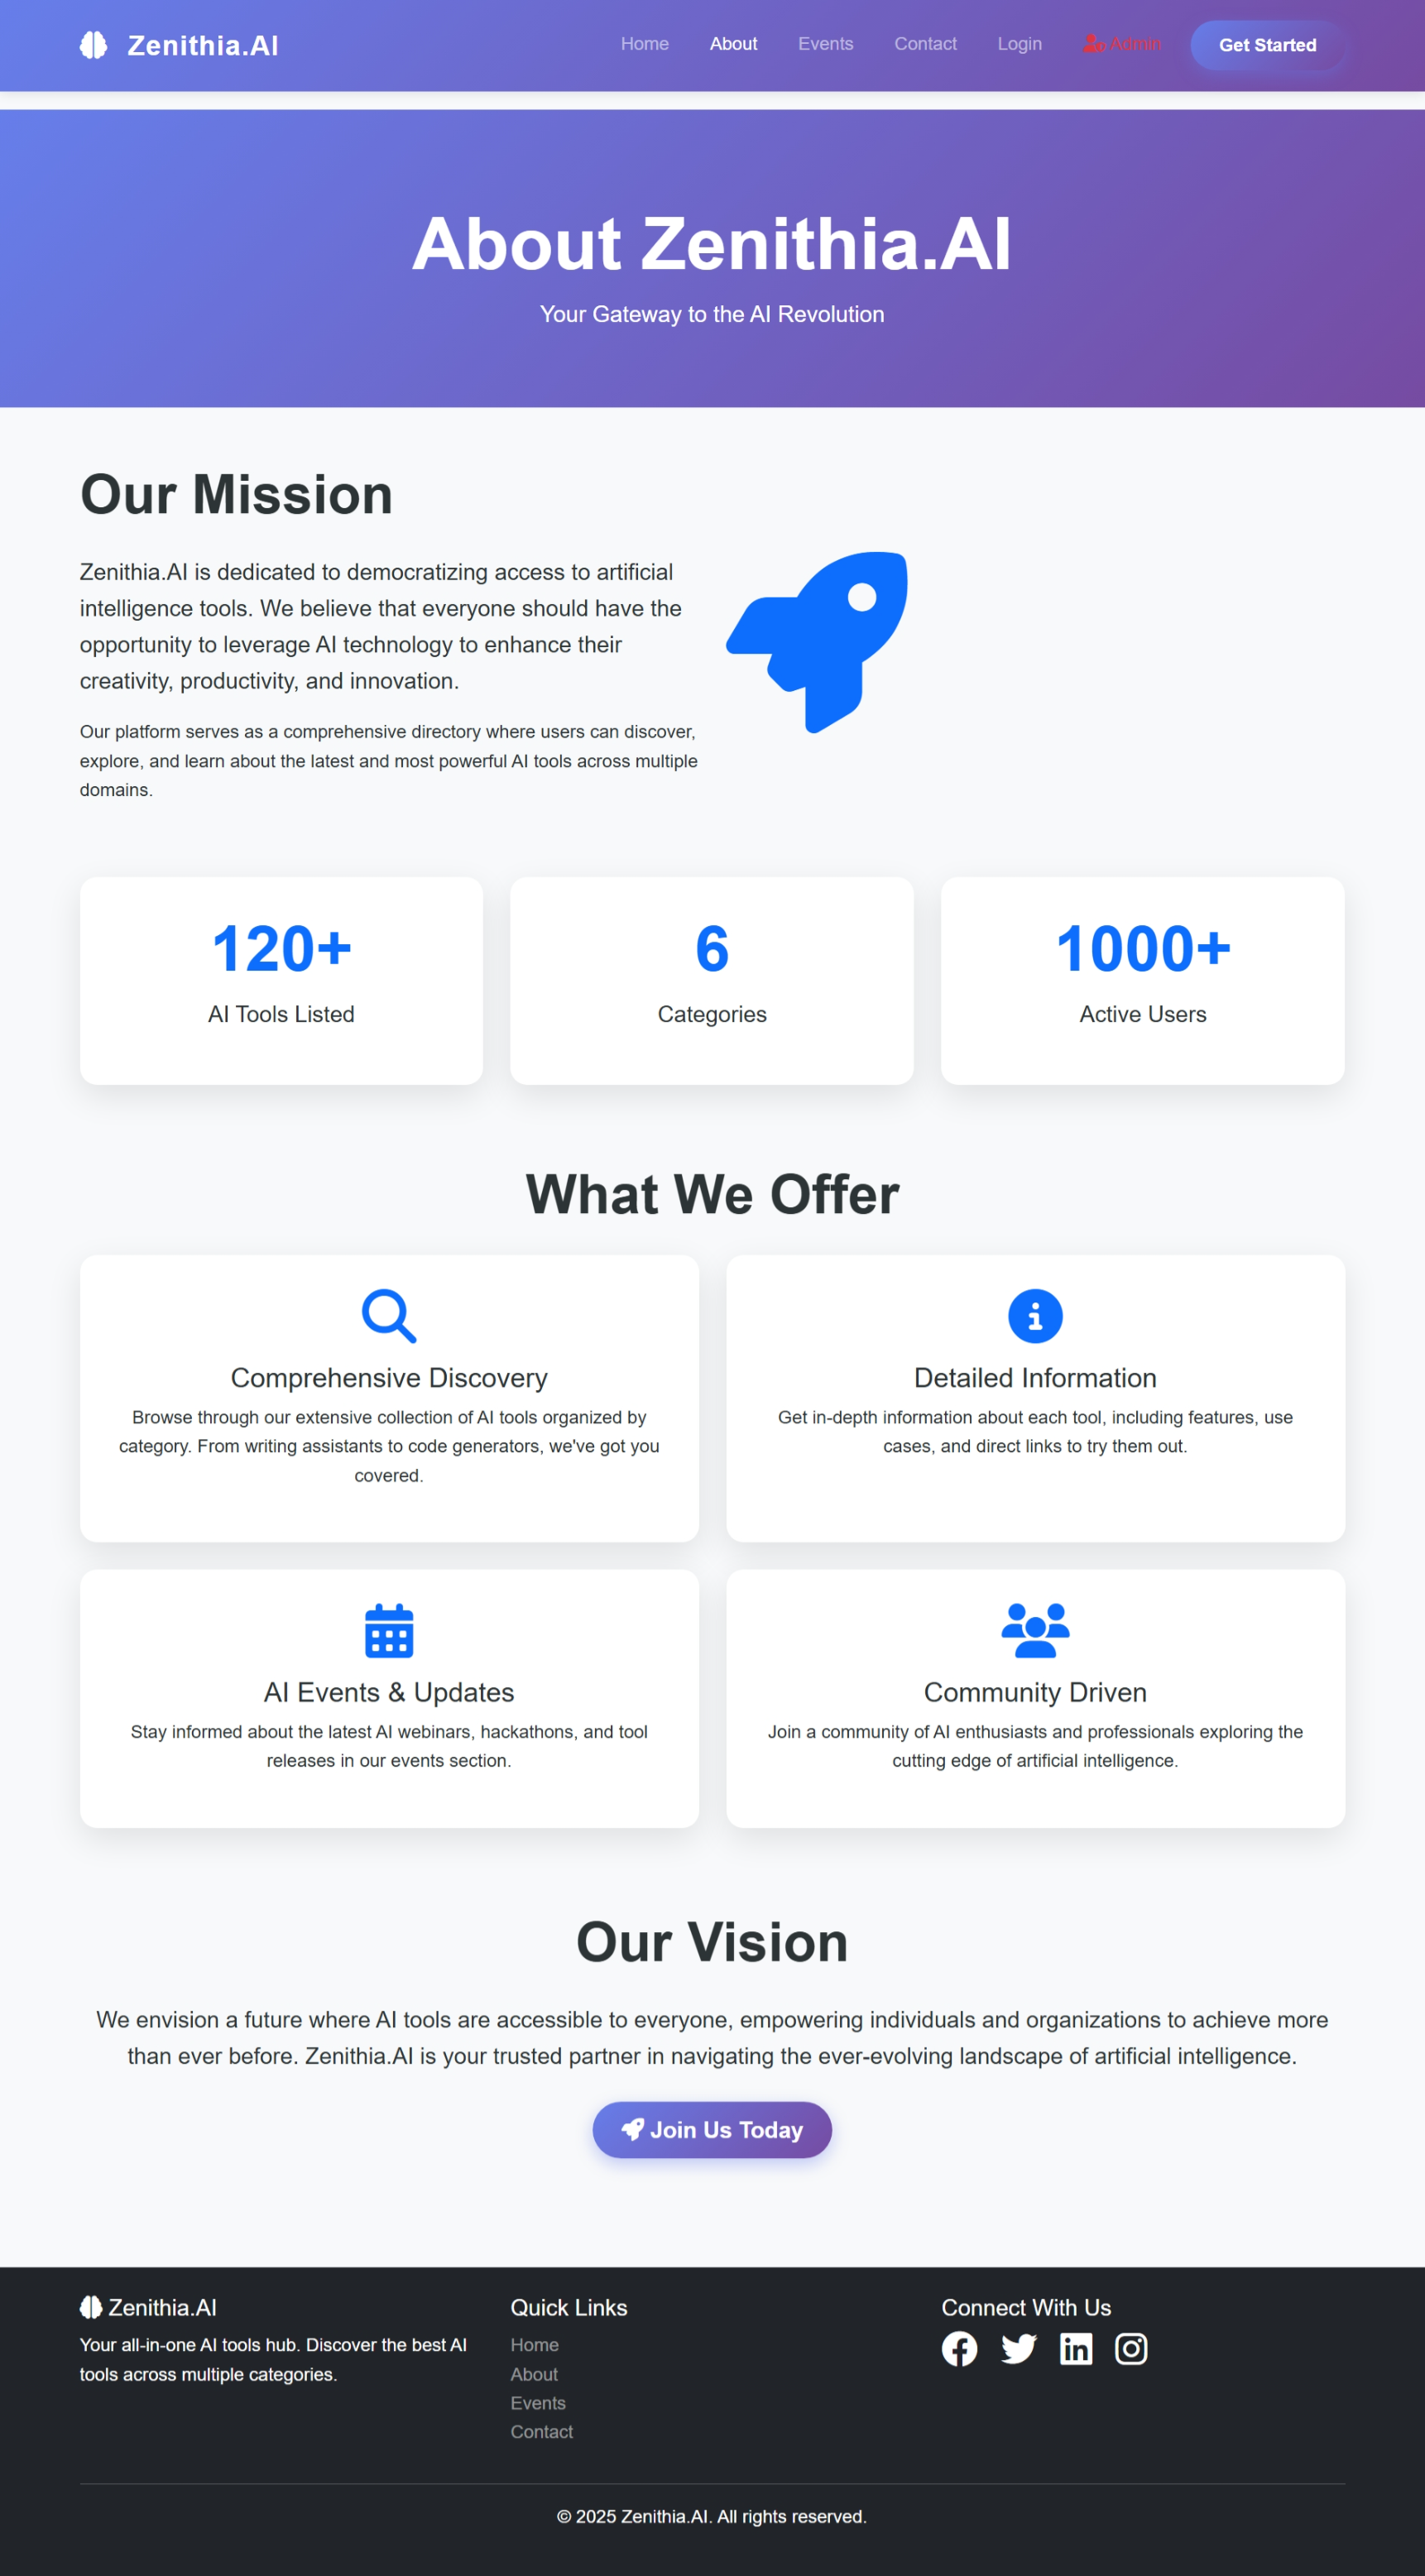 Zenithia.AI
Home About Events Contact Login Admin Get Started
About Zenithia.AI
Your Gateway to the AI Revolution
Our Mission
Zenithia.AI is dedicated to democratizing access to artificial
intelligence tools. We believe that everyone should have the
opportunity to leverage AI technology to enhance their
creativity, productivity, and innovation.
Our platform serves as a comprehensive directory where users can discover,
explore, and learn about the latest and most powerful AI tools across multiple
domains.
120+
AI Tools Listed
6
Categories
1000+
Active Users
What We Offer
Comprehensive Discovery
Browse through our extensive collection of AI tools organized by
category. From writing assistants to code generators, we've got you
covered.
Detailed Information
Get in-depth information about each tool, including features, use
cases, and direct links to try them out.
AI Events & Updates
Stay informed about the latest AI webinars, hackathons, and tool
releases in our events section.
Community Driven
Join a community of AI enthusiasts and professionals exploring the
cutting edge of artificial intelligence.
Our Vision
We envision a future where AI tools are accessible to everyone, empowering individuals and organizations to achieve more
than ever before. Zenithia.AI is your trusted partner in navigating the ever-evolving landscape of artificial intelligence.
Join Us Today
Zenithia.AI
Your all-in-one AI tools hub. Discover the best AI
tools across multiple categories.
Quick Links
Home
About
Events
Contact
Connect With Us
© 2025 Zenithia.AI. All rights reserved.